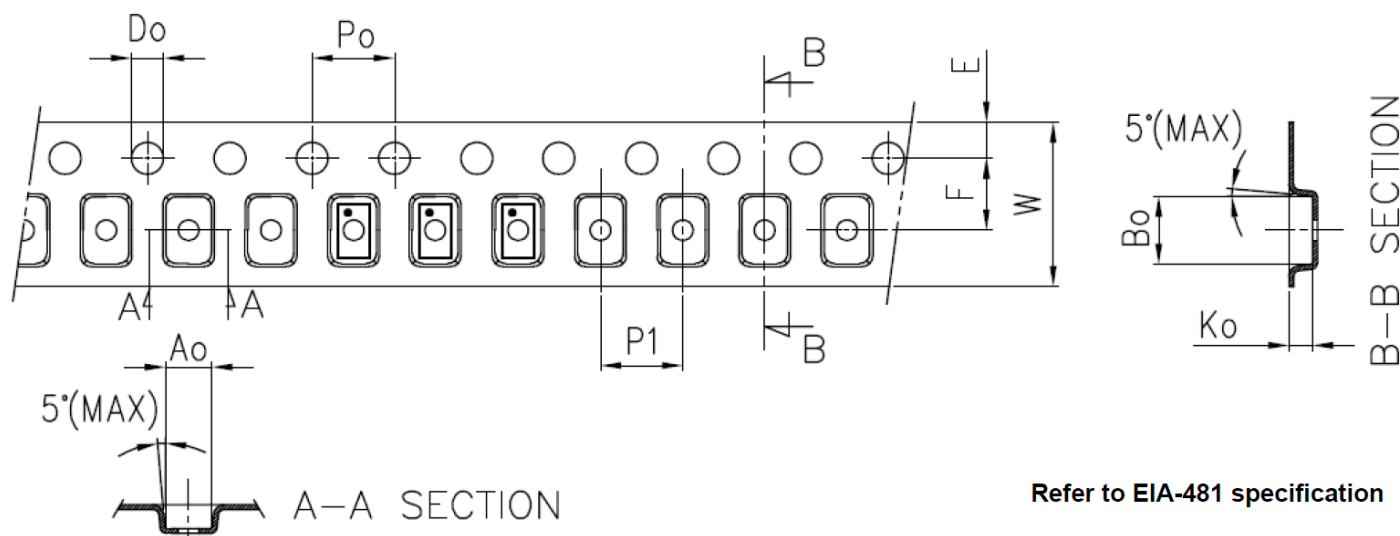 Do
Po
B
E
5°(MAX)
F
W
Bo
B-B SECTION
A
A
Ao
P1
B
Ko
5°(MAX)
A-A SECTION
Refer to EIA-481 specification